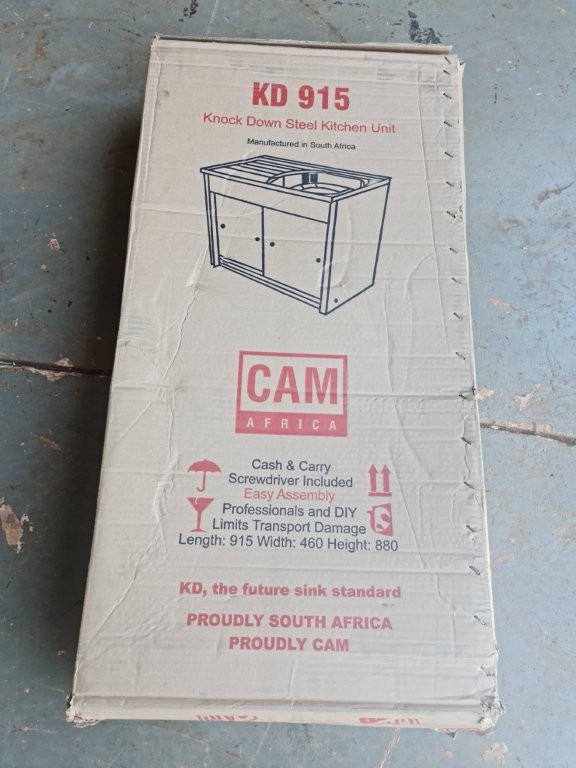 KD 915
Knock Down Steel Kitchen Unit
Manufactured in South Africa
CAM
AFRICA
Cash & Carry
Screwdriver Included
Easy Assembly
Professionals and DIY
Limits Transport Damage
Length: 915 Width: 460 Height: 880
KD, the future sink standard
PROUDLY SOUTH AFRICA
PROUDLY CAM